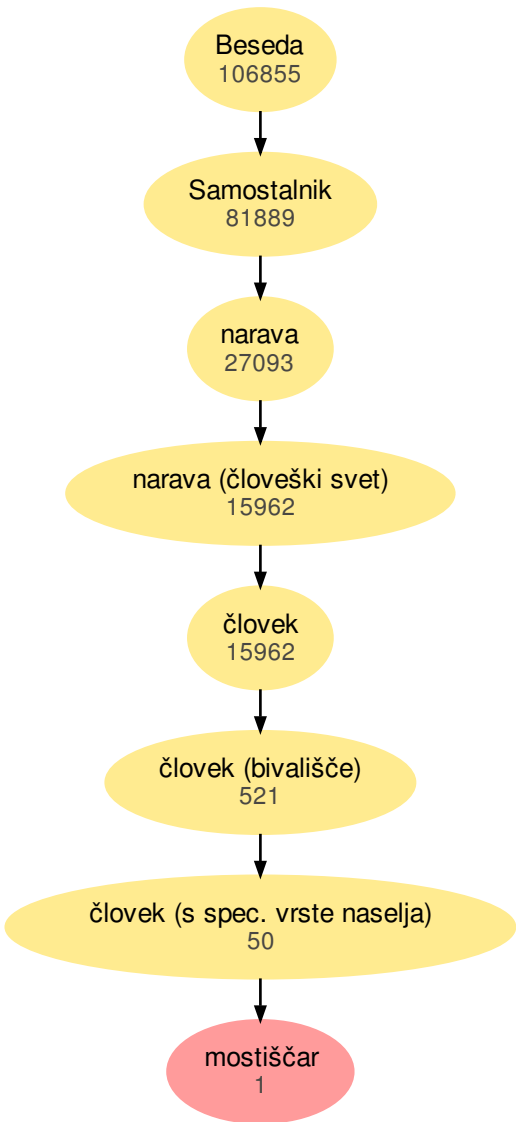 Beseda
106855
Samostalnik
81889
narava
27093
narava (človeški svet)
15962
človek
15962
človek (bivališče)
521
človek (s spec. vrste naselja)
50
mostiščar
1